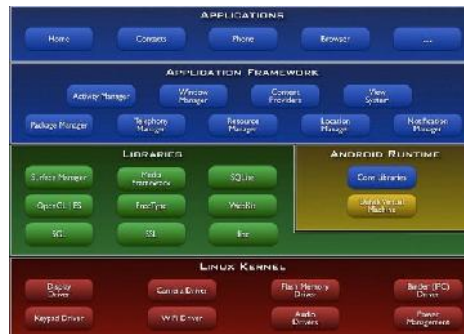 APPLICATIONS
Home Contacts Phone Browser ...
APPLICATION FRAMEWORK
Activity Manager Window Manager Content Providers View System
Package Manager Telephony Manager Resource Manager Location Manager Notification Manager
LIBRARIES
Surface Manager Media Framework SQLite
OpenGL | ES FreeType WebKit
SGL SSL libc
ANDROID RUNTIME
Core Libraries
Dalvik Virtual Machine
LINUX KERNEL
Display Driver Camera Driver Flash Memory Driver Binder (IPC) Driver
Keypad Driver WiFi Driver Audio Drivers Power Management